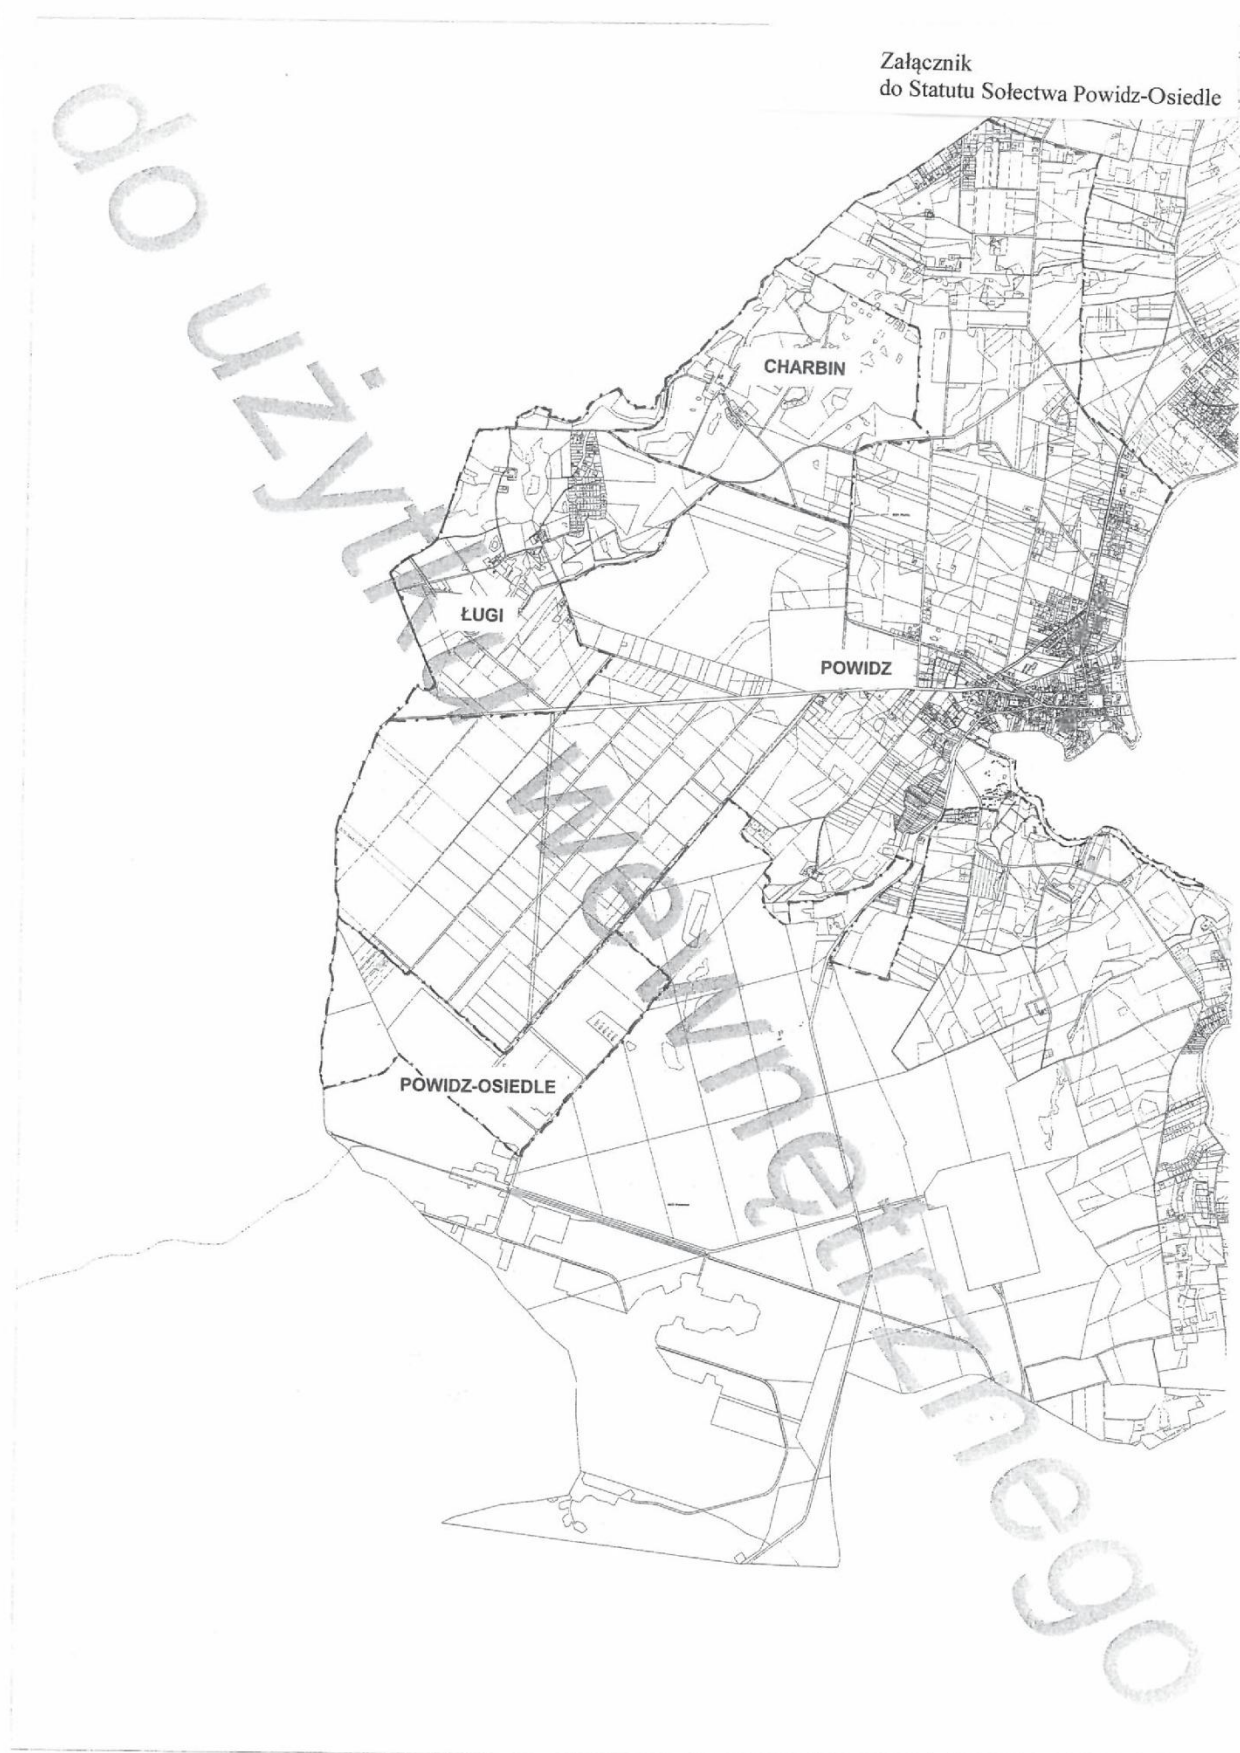 Załącznik
do Statutu Sołectwa Powidz-Osiedle
CHARBIN
ŁUGI
POWIDZ
POWIDZ-OSIEDLE
do użytku wewnętrznego